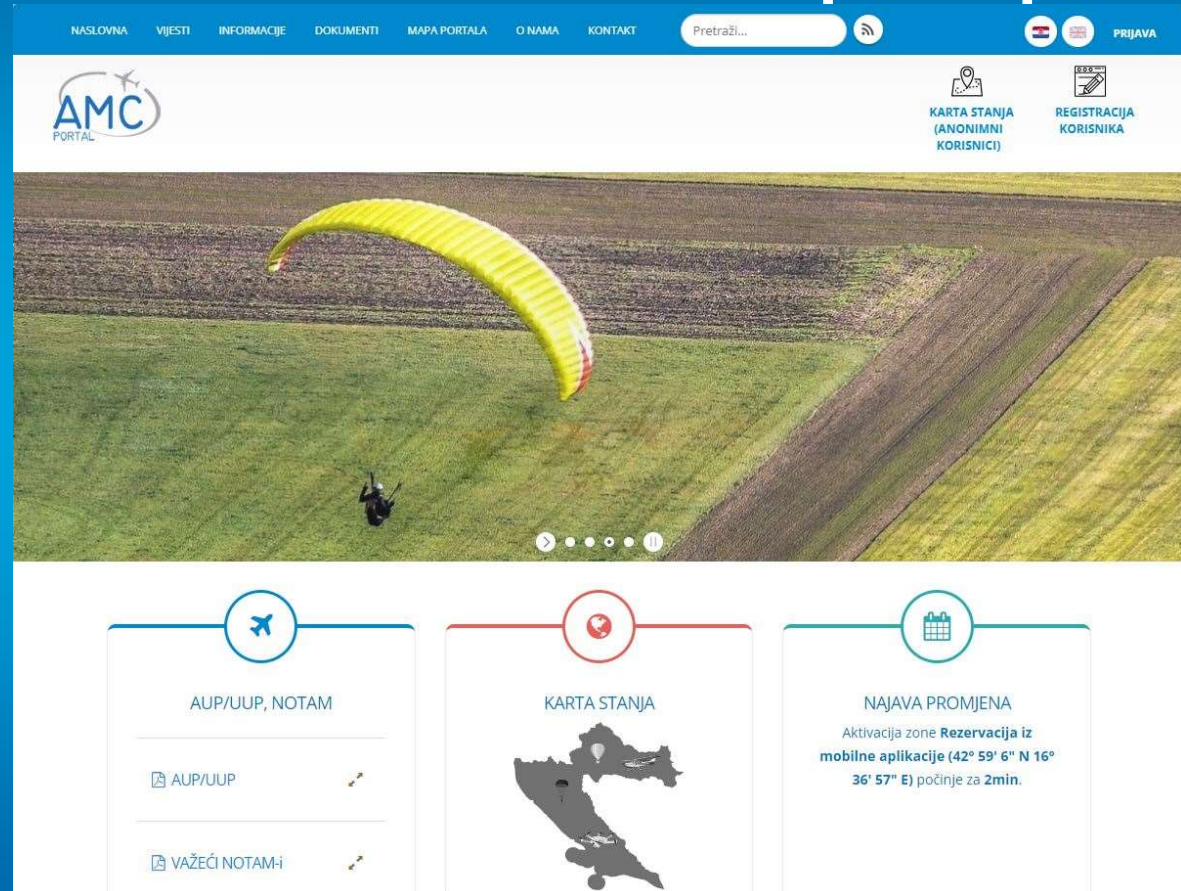 NASLOVNA VIJESTI INFORMACIJE DOKUMENTI MAPA PORTALA O NAMA KONTAKT Pretraži... PRIJAVA
AMC
PORTAL
KARTA STANJA
(ANONIMNI
KORISNICI)
REGISTRACIJA
KORISNIKA
AUP/UUP, NOTAM
AUP/UUP
VAŽEĆI NOTAM-i
KARTA STANJA
NAJAVA PROMJENA
Aktivacija zone Rezervacija iz
mobilne aplikacije (42° 59' 6" N 16°
36' 57" E) počinje za 2min.